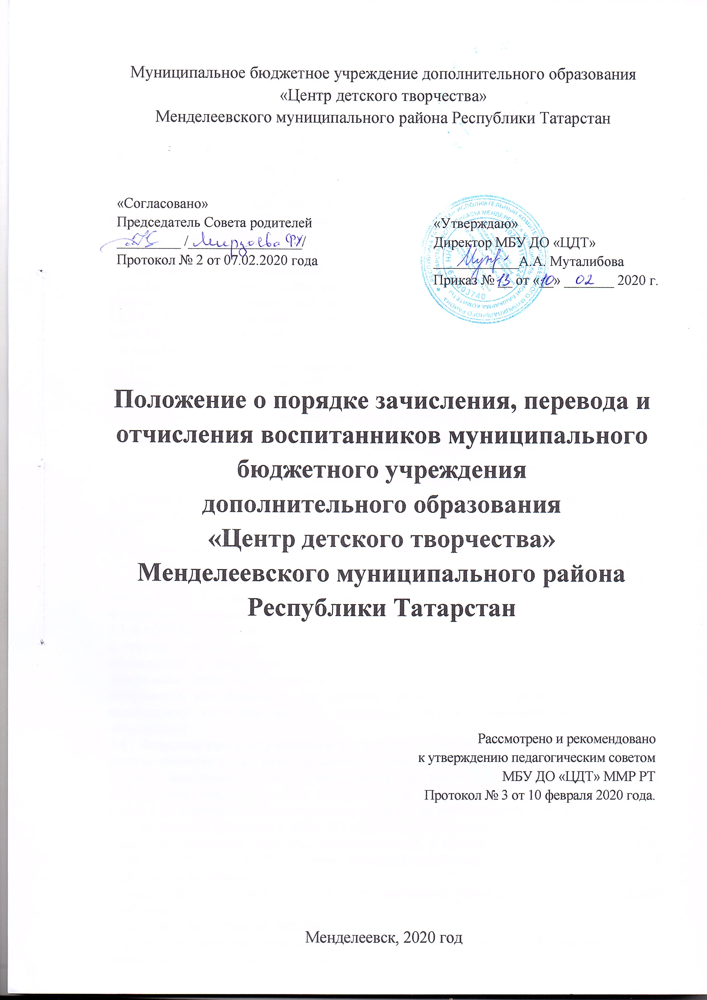 Муниципальное бюджетное учреждение дополнительного образования
«Центр детского творчества»
Менделеевского муниципального района Республики Татарстан
«Согласовано»
Председатель Совета родителей
/ Мирзоева ФУ/
Протокол № 2 от 07.02.2020 года
«Утверждаю»
Директор МБУ ДО «ЦДТ»
А.А. Муталибова
Приказ № 13 от «10» 02 2020 г.
Положение о порядке зачисления, перевода и
отчисления воспитанников муниципального
бюджетного учреждения
дополнительного образования
«Центр детского творчества»
Менделеевского муниципального района
Республики Татарстан
Рассмотрено и рекомендовано
к утверждению педагогическим советом
МБУ ДО «ЦДТ» ММР РТ
Протокол № 3 от 10 февраля 2020 года.
Менделеевск, 2020 год